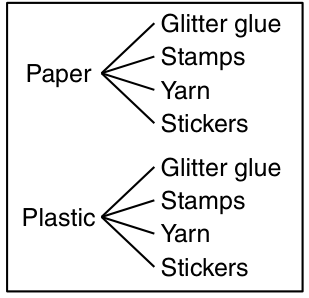 Paper
Glitter glue
Stamps
Yarn
Stickers
Plastic
Glitter glue
Stamps
Yarn
Stickers